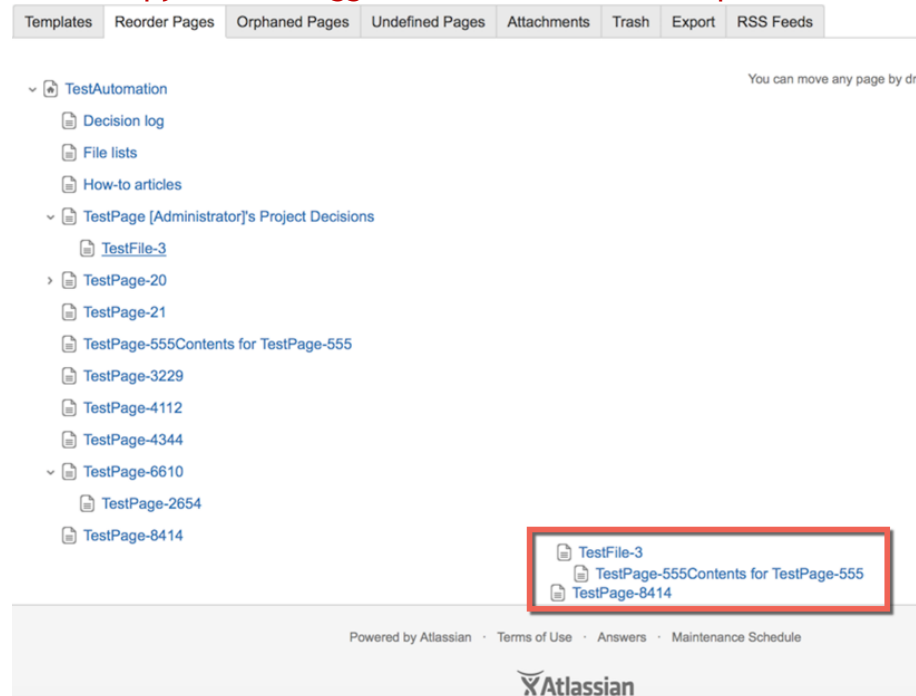 Templates Reorder Pages Orphaned Pages Undefined Pages Attachments Trash Export RSS Feeds
You can move any page by dr
TestAutomation
Decision log
File lists
How-to articles
TestPage [Administrator]'s Project Decisions
TestFile-3
TestPage-20
TestPage-21
TestPage-555Contents for TestPage-555
TestPage-3229
TestPage-4112
TestPage-4344
TestPage-6610
TestPage-2654
TestPage-8414
TestFile-3
TestPage-555Contents for TestPage-555
TestPage-8414
Powered by Atlassian · Terms of Use · Answers · Maintenance Schedule
Atlassian